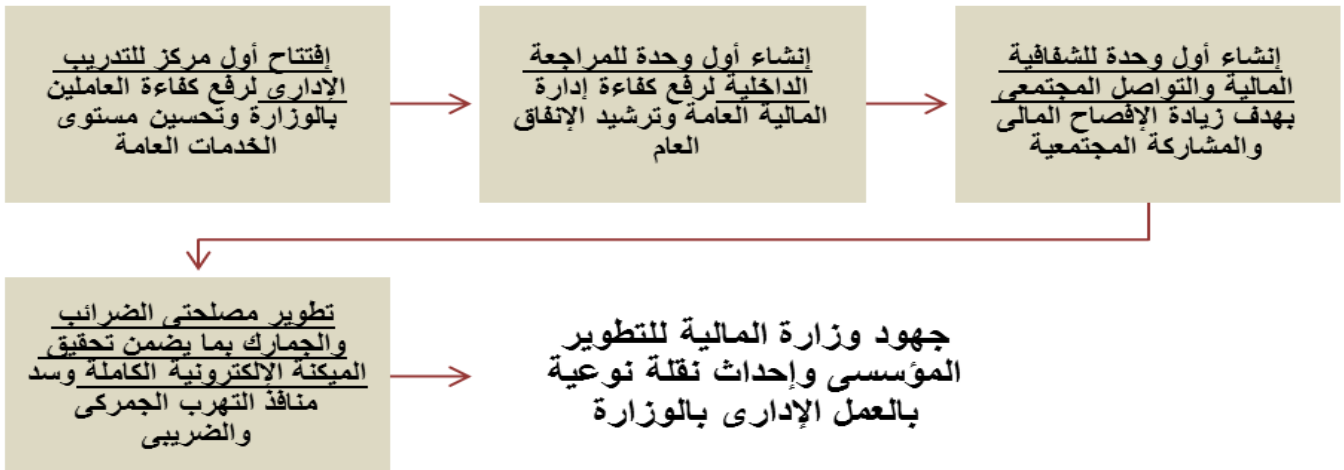 إفتتاح أول مركز للتدريب
الإدارى لرفع كفاءة العاملين
بالوزارة وتحسين مستوى
الخدمات العامة
إنشاء أول وحدة للمراجعة
الداخلية لرفع كفاءة إدارة
المالية العامة وترشيد الإنفاق
العام
إنشاء أول وحدة للشفافية
المالية والتواصل المجتمعى
بهدف زيادة الإفصاح المالى
والمشاركة المجتمعية
تطوير مصلحتى الضرائب
والجمارك بما يضمن تحقيق
الميكنة الإلكترونية الكاملة وسد
منافذ التهرب الجمركى
والضريبى
جهود وزارة المالية للتطوير
المؤسسى وإحداث نقلة نوعية
بالعمل الإدارى بالوزارة